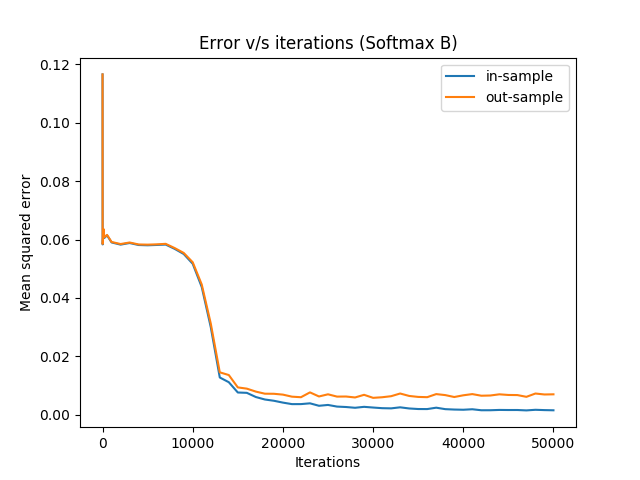 Error v/s iterations (Softmax B)
in-sample
out-sample
Mean squared error
0.12
0.10
0.08
0.06
0.04
0.02
0.00
0 10000 20000 30000 40000 50000
Iterations